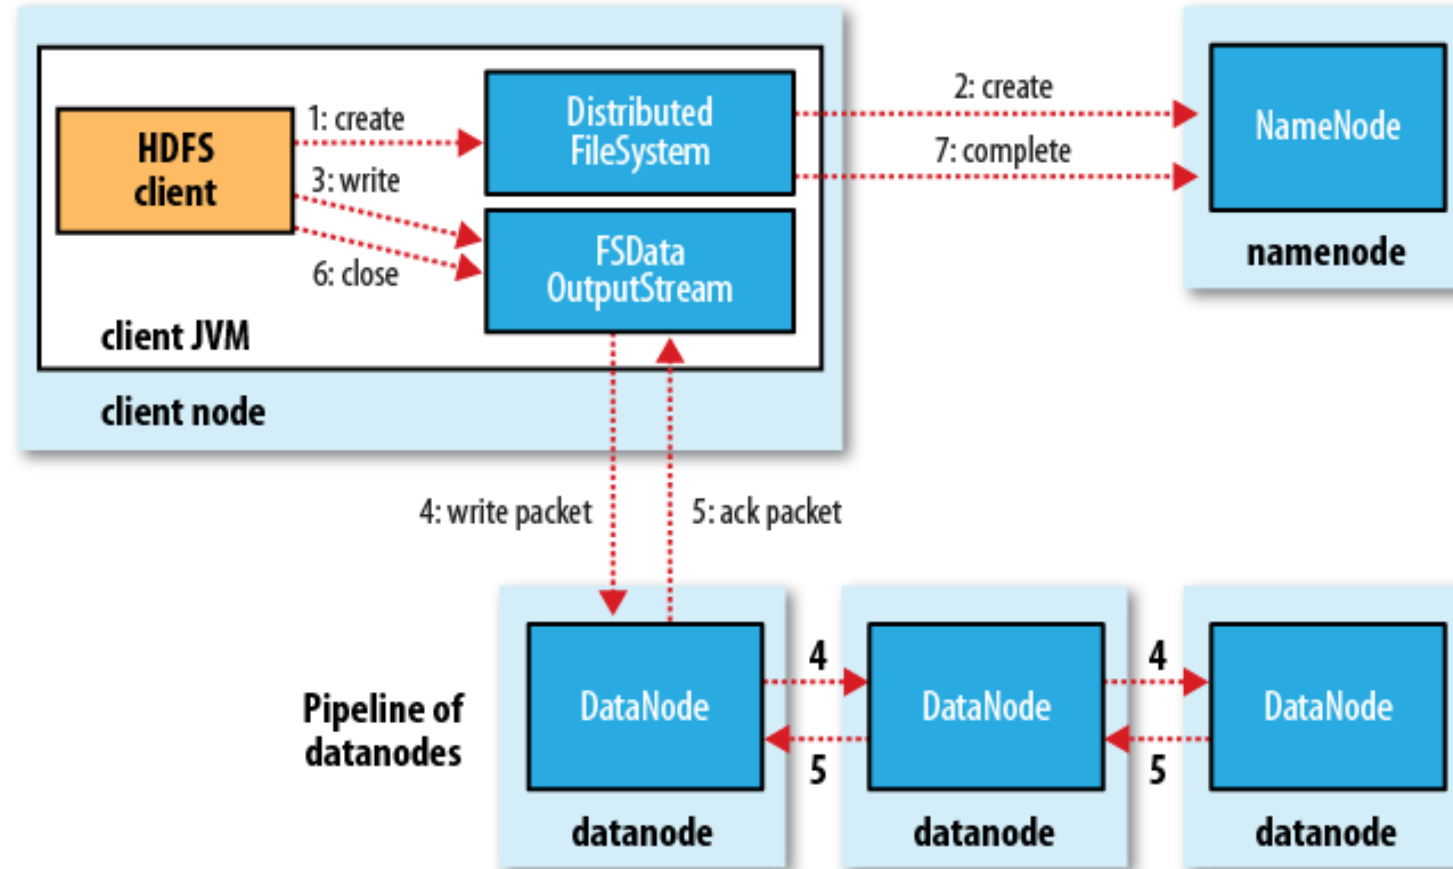 HDFS
client
1: create
3: write
6: close
Distributed
FileSystem
FSData
OutputStream
client JVM
client node
2: create
7: complete
NameNode
namenode
4: write packet
5: ack packet
Pipeline of
datanodes
DataNode
datanode
4
5
DataNode
datanode
4
5
DataNode
datanode